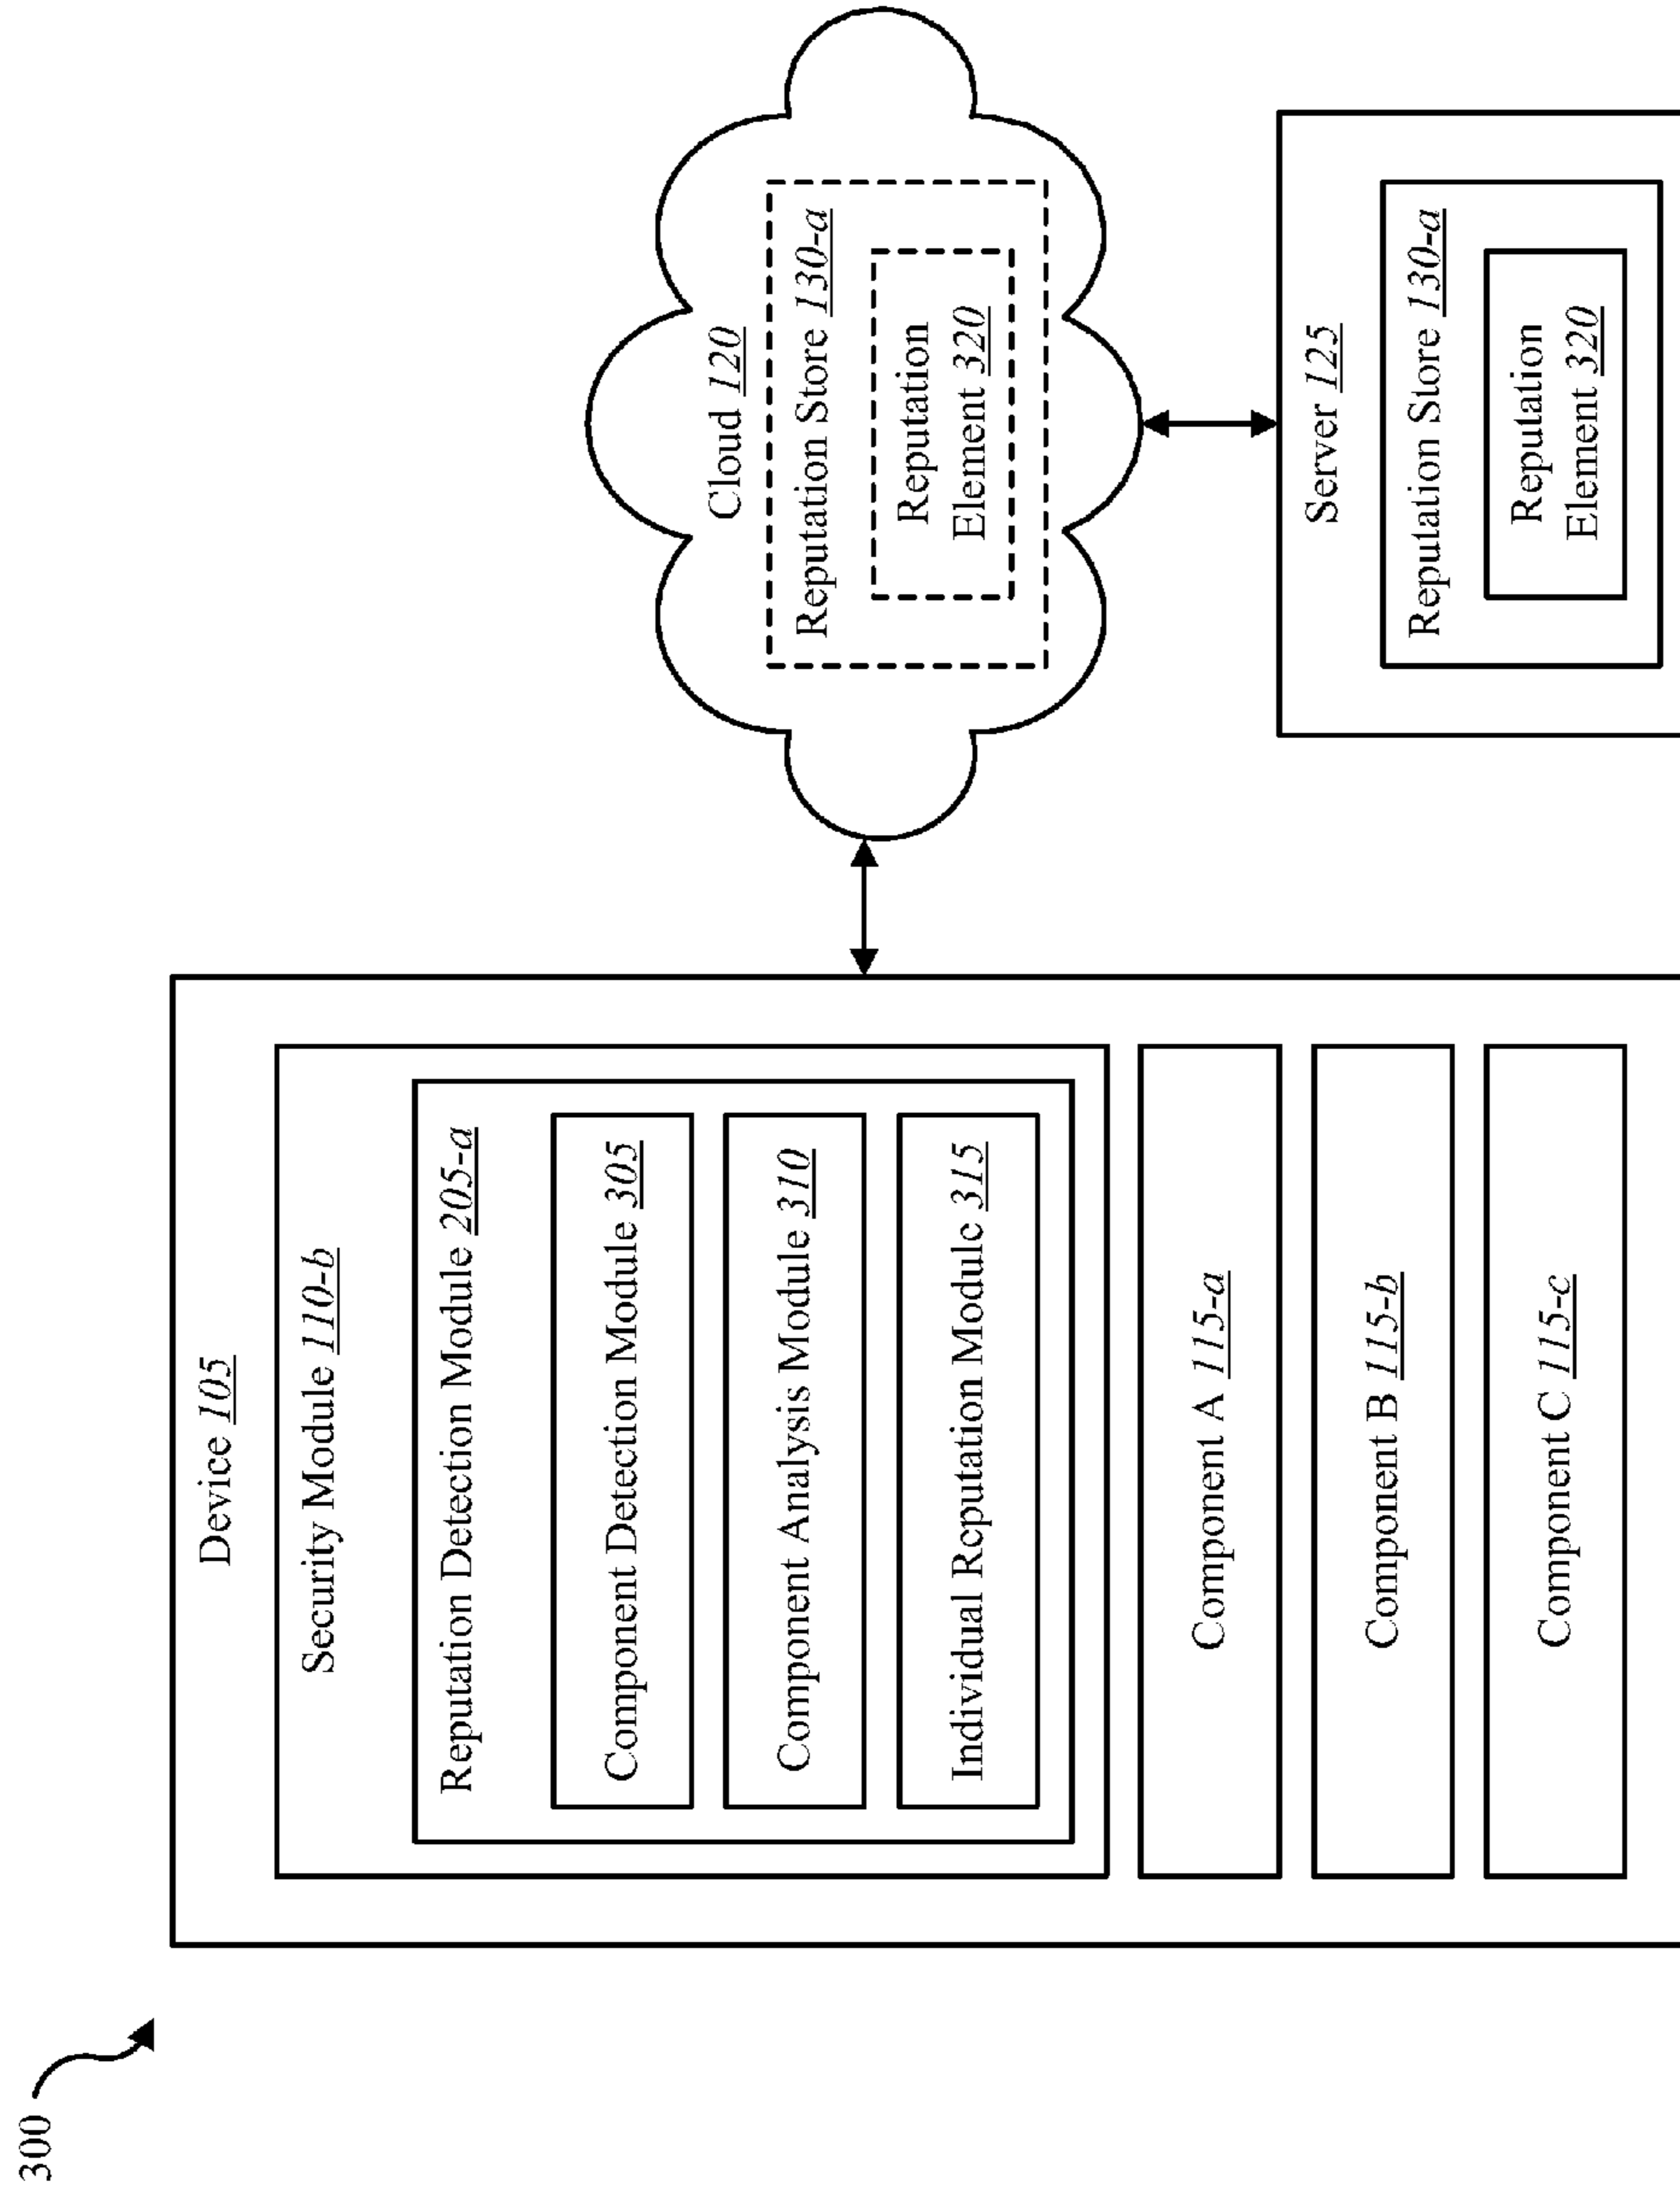 300
Device 105
Security Module 110-b
Reputation Detection Module 205-a
Component Detection Module 305
Component Analysis Module 310
Individual Reputation Module 315
Component A 115-a
Component B 115-b
Component C 115-c
Cloud 120
Reputation Store 130-a
Reputation
Element 320
Server 125
Reputation Store 130-a
Reputation
Element 320